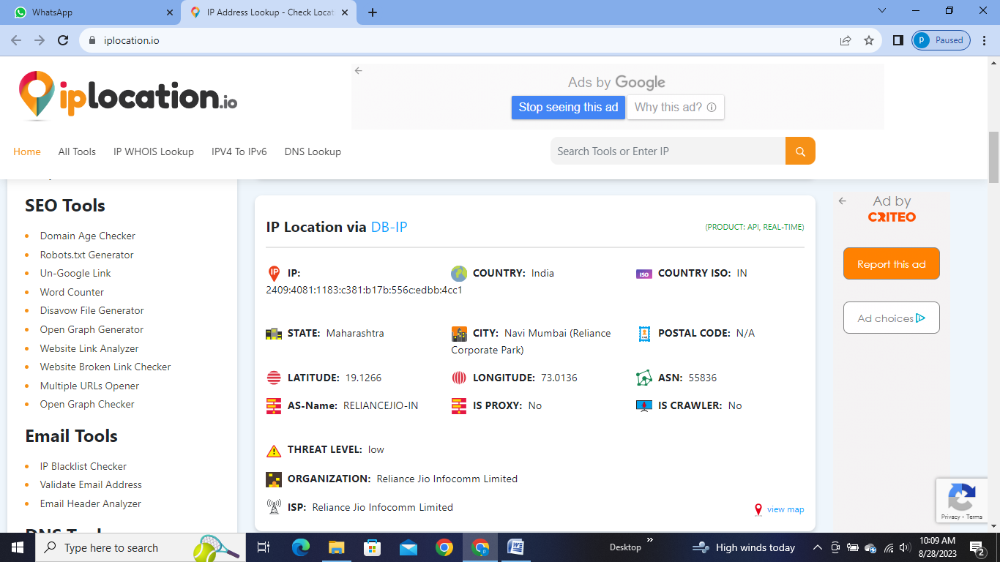 WhatsApp
IP Address Lookup - Check Locat
iplocation.io
Paused
iplocation.io
Ads by Google
Stop seeing this ad
Why this ad?
Home
All Tools
IP WHOIS Lookup
IPV4 To IPv6
DNS Lookup
Search Tools or Enter IP
SEO Tools
Domain Age Checker
Robots.txt Generator
Un-Google Link
Word Counter
Disavow File Generator
Open Graph Generator
Website Link Analyzer
Website Broken Link Checker
Multiple URLs Opener
Open Graph Checker
Email Tools
IP Blacklist Checker
Validate Email Address
Email Header Analyzer
IP Location via DB-IP
(PRODUCT: API, REAL-TIME)
IP IP:
2409:4081:1183:c381:b17b:556c:edbb:4cc1
COUNTRY: India
ISO COUNTRY ISO: IN
STATE: Maharashtra
CITY: Navi Mumbai (Reliance
Corporate Park)
POSTAL CODE: N/A
LATITUDE: 19.1266
LONGITUDE: 73.0136
ASN: 55836
AS-Name: RELIANCEJIO-IN
IS PROXY: No
IS CRAWLER: No
THREAT LEVEL: low
ORGANIZATION: Reliance Jio Infocomm Limited
ISP: Reliance Jio Infocomm Limited
view map
Ad by
CRITEO
Report this ad
Ad choices
Privacy - Terms
Type here to search
Desktop
High winds today
10:09 AM
8/28/2023
2